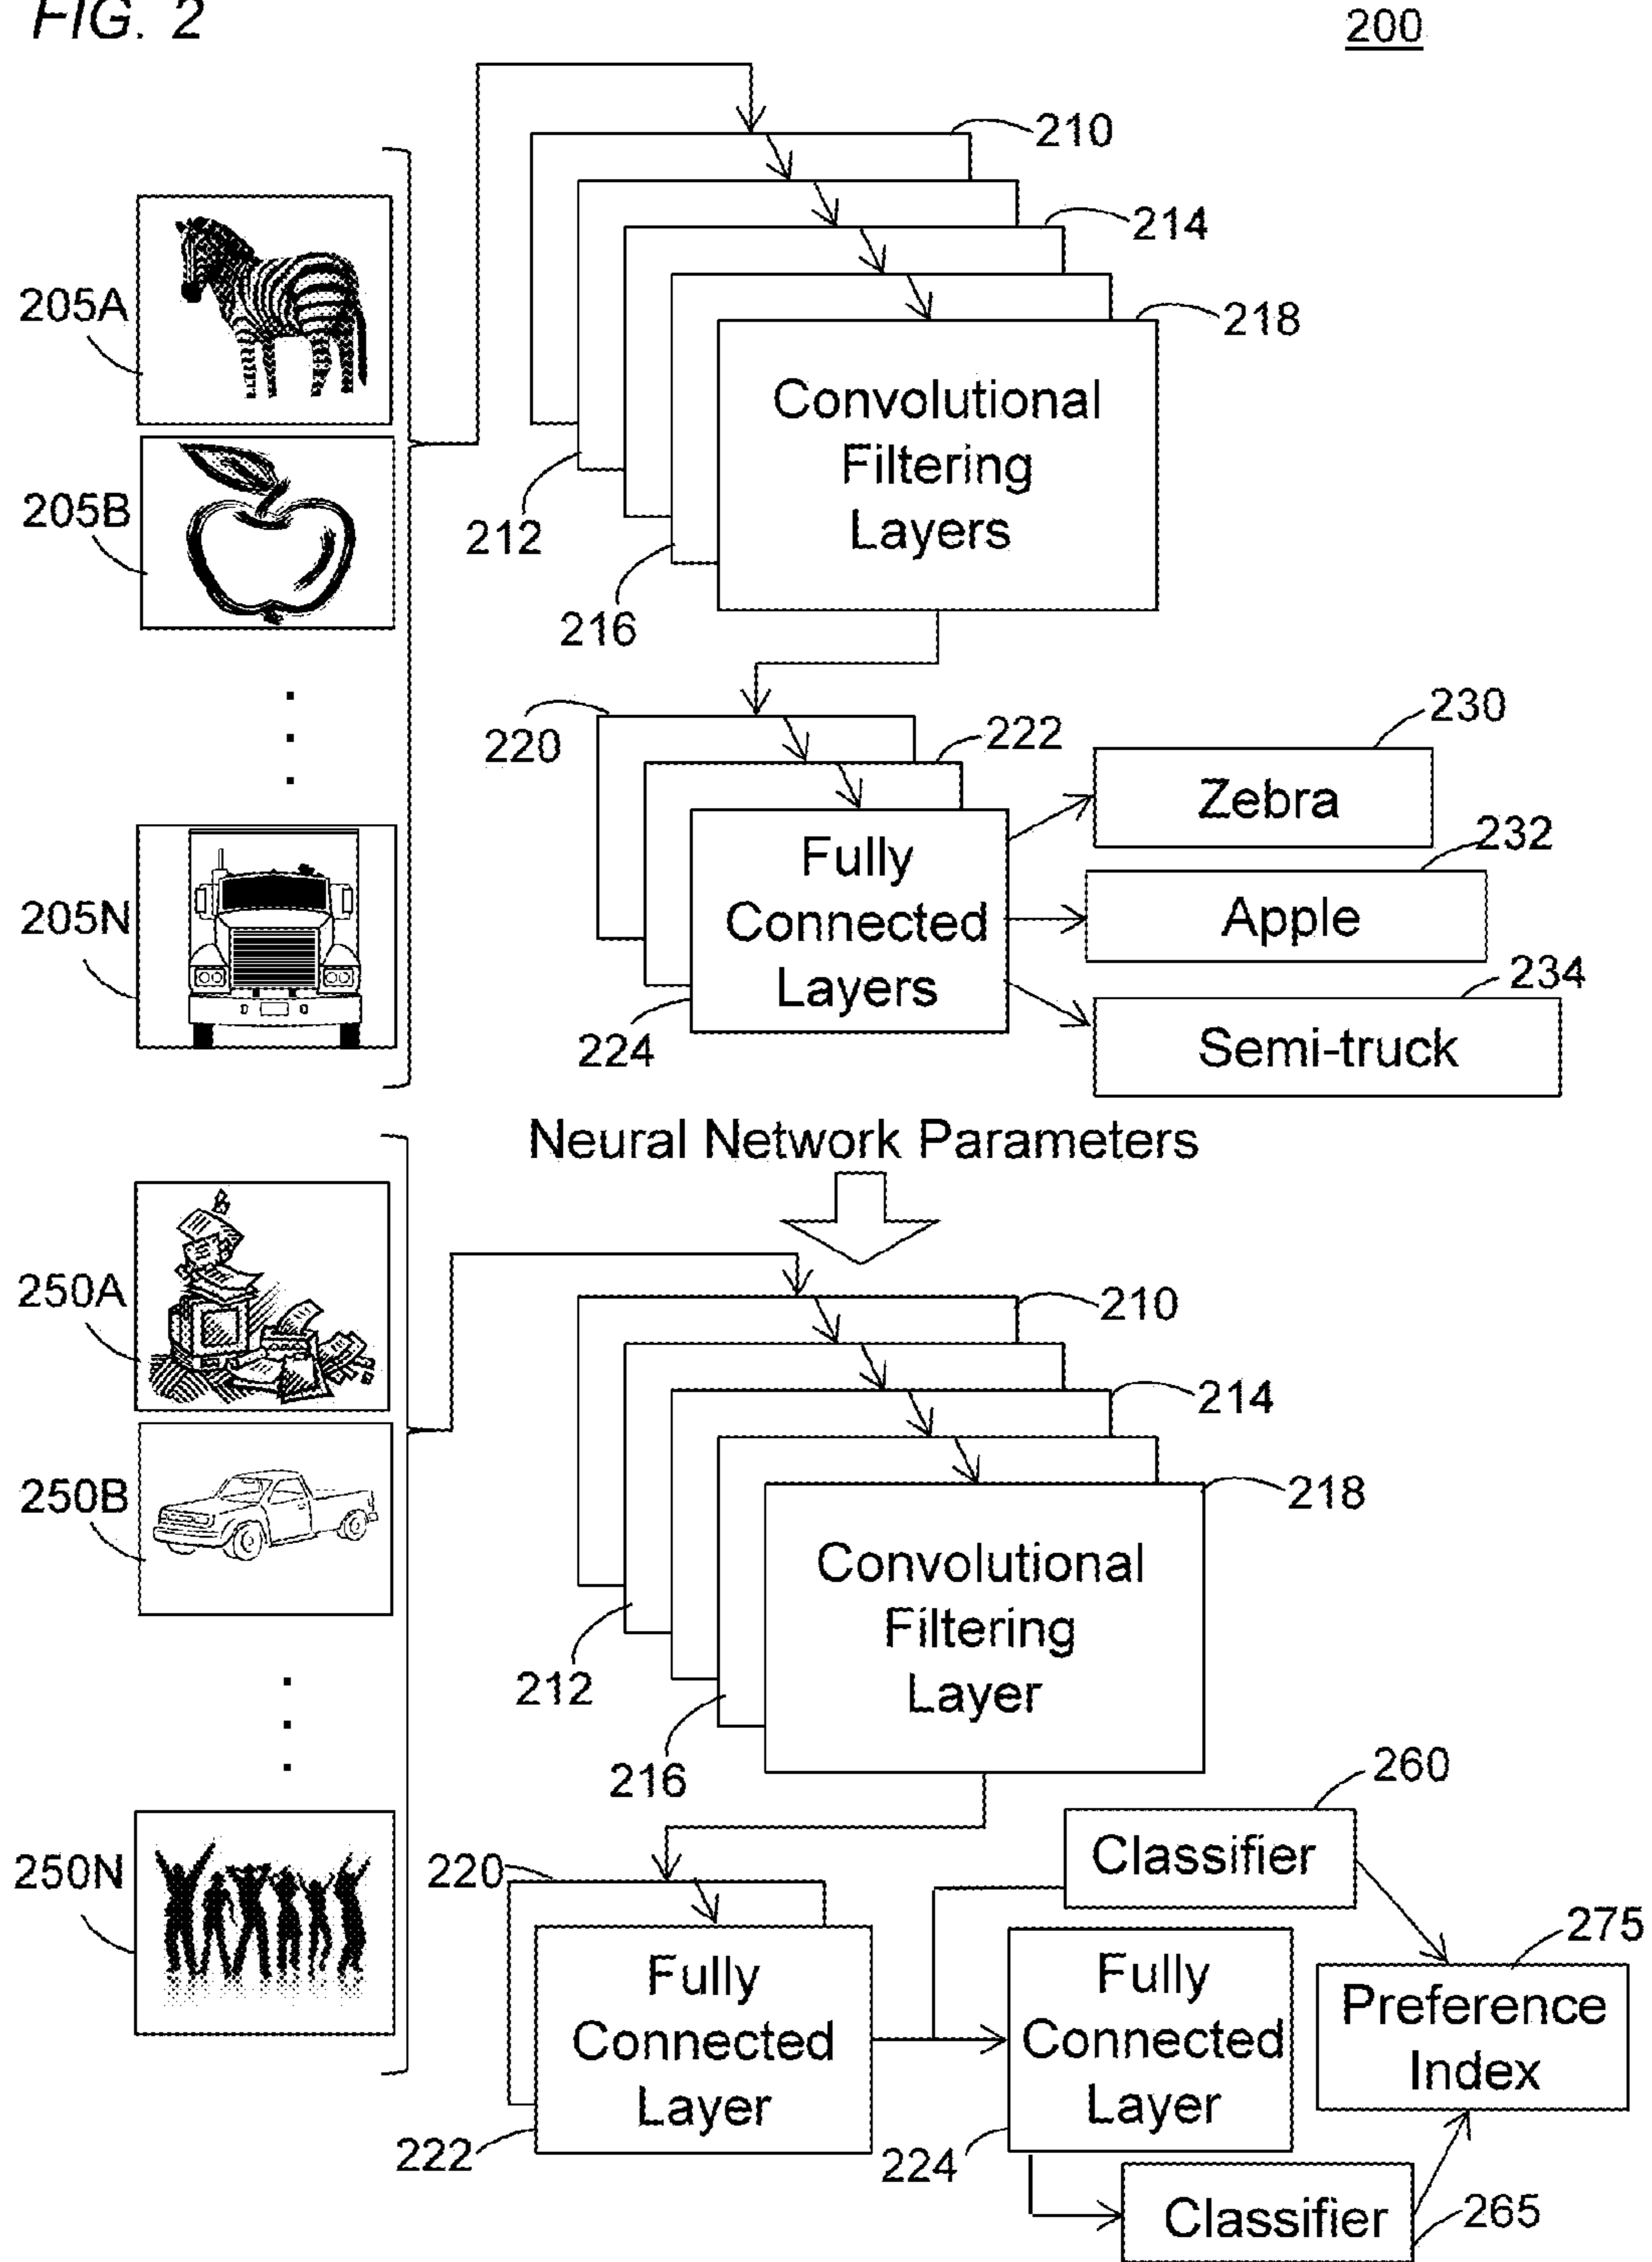 FIG. 2
200
210
214
218
205A
Convolutional
Filtering
Layers
205B
212
216
220
222
230
Zebra
232
Fully
Connected
Layers
Apple
205N
234
224
Semi-truck
Neural Network Parameters
250A
210
214
250B
218
Convolutional
Filtering
Layer
212
216
260
Classifier
250N
220
275
Fully
Connected
Layer
Fully
Connected
Layer
Preference
Index
222
224
Classifier
265